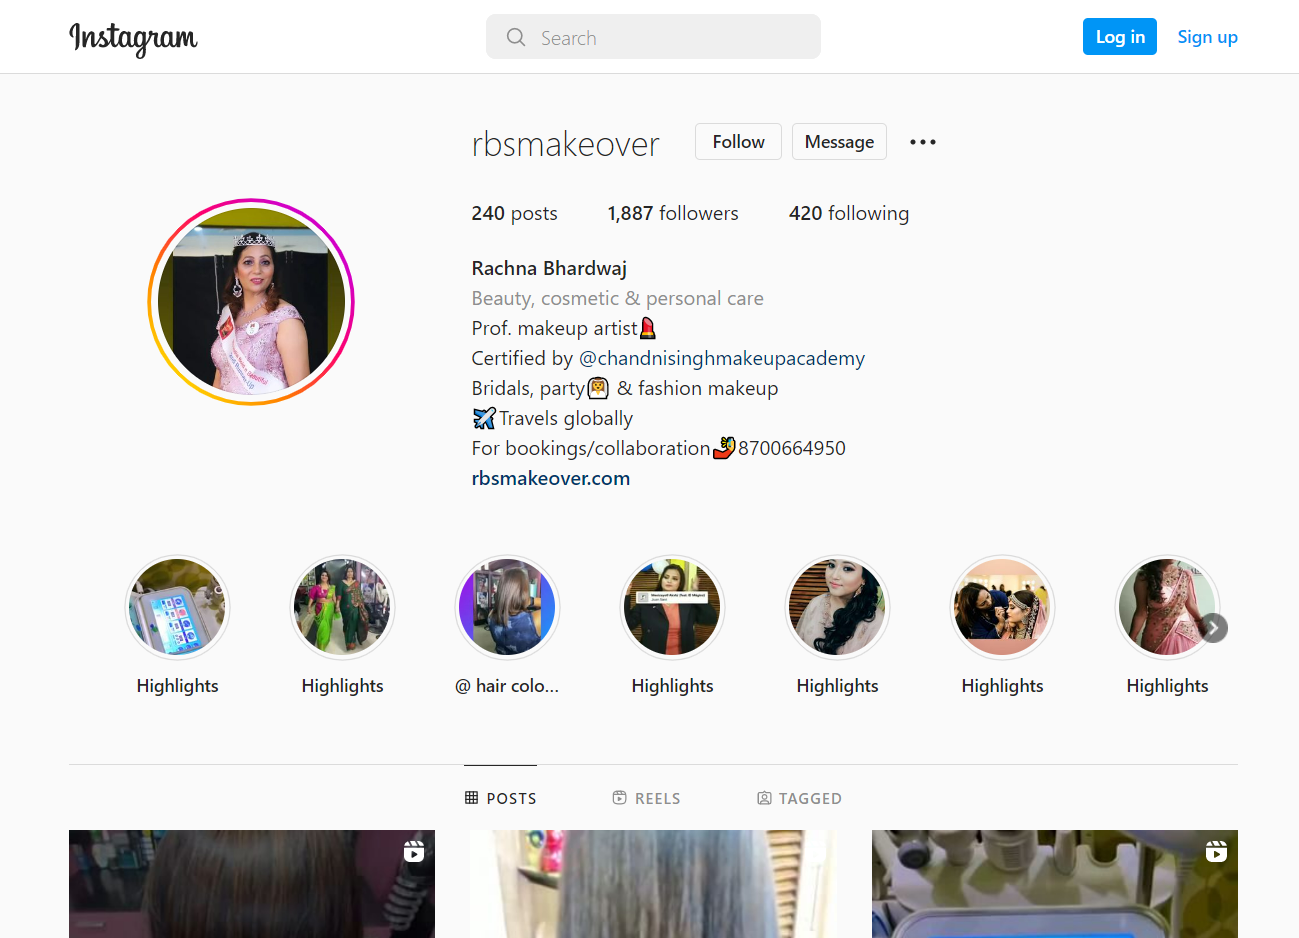 Instagram
Search
Log in
Sign up
rbsmakeover
Follow
Message
240 posts
1,887 followers
420 following
Rachna Bhardwaj
Beauty, cosmetic & personal care
Prof. makeup artist💄
Certified by @chandnisinghmakeupacademy
Bridals, party👰 & fashion makeup
✈️Travels globally
For bookings/collaboration🤳8700664950
rbsmakeover.com
Highlights
Highlights
@ hair colo...
Highlights
Highlights
Highlights
Highlights
POSTS
REELS
TAGGED